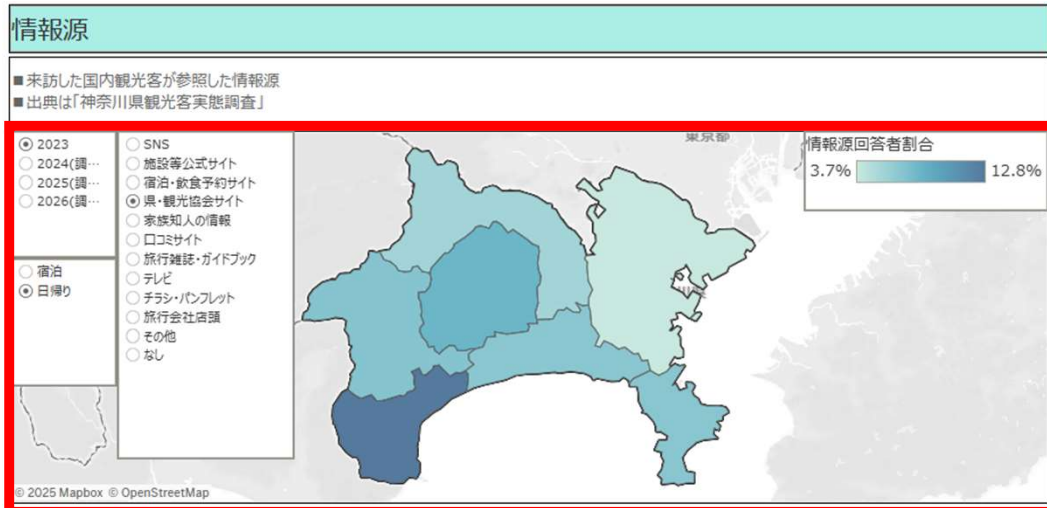 情報源
■来訪した国内観光客が参照した情報源
■出典は「神奈川県観光客実態調査」
2023
2024(調…
2025(調…
2026(調…
宿泊
日帰り
SNS
施設等公式サイト
宿泊・飲食予約サイト
県・観光協会サイト
家族知人の情報
口コミサイト
旅行雑誌・ガイドブック
テレビ
チラシ・パンフレット
旅行会社店頭
その他
なし
東京都
情報源回答者割合
3.7%
12.8%
© 2025 Mapbox © OpenStreetMap